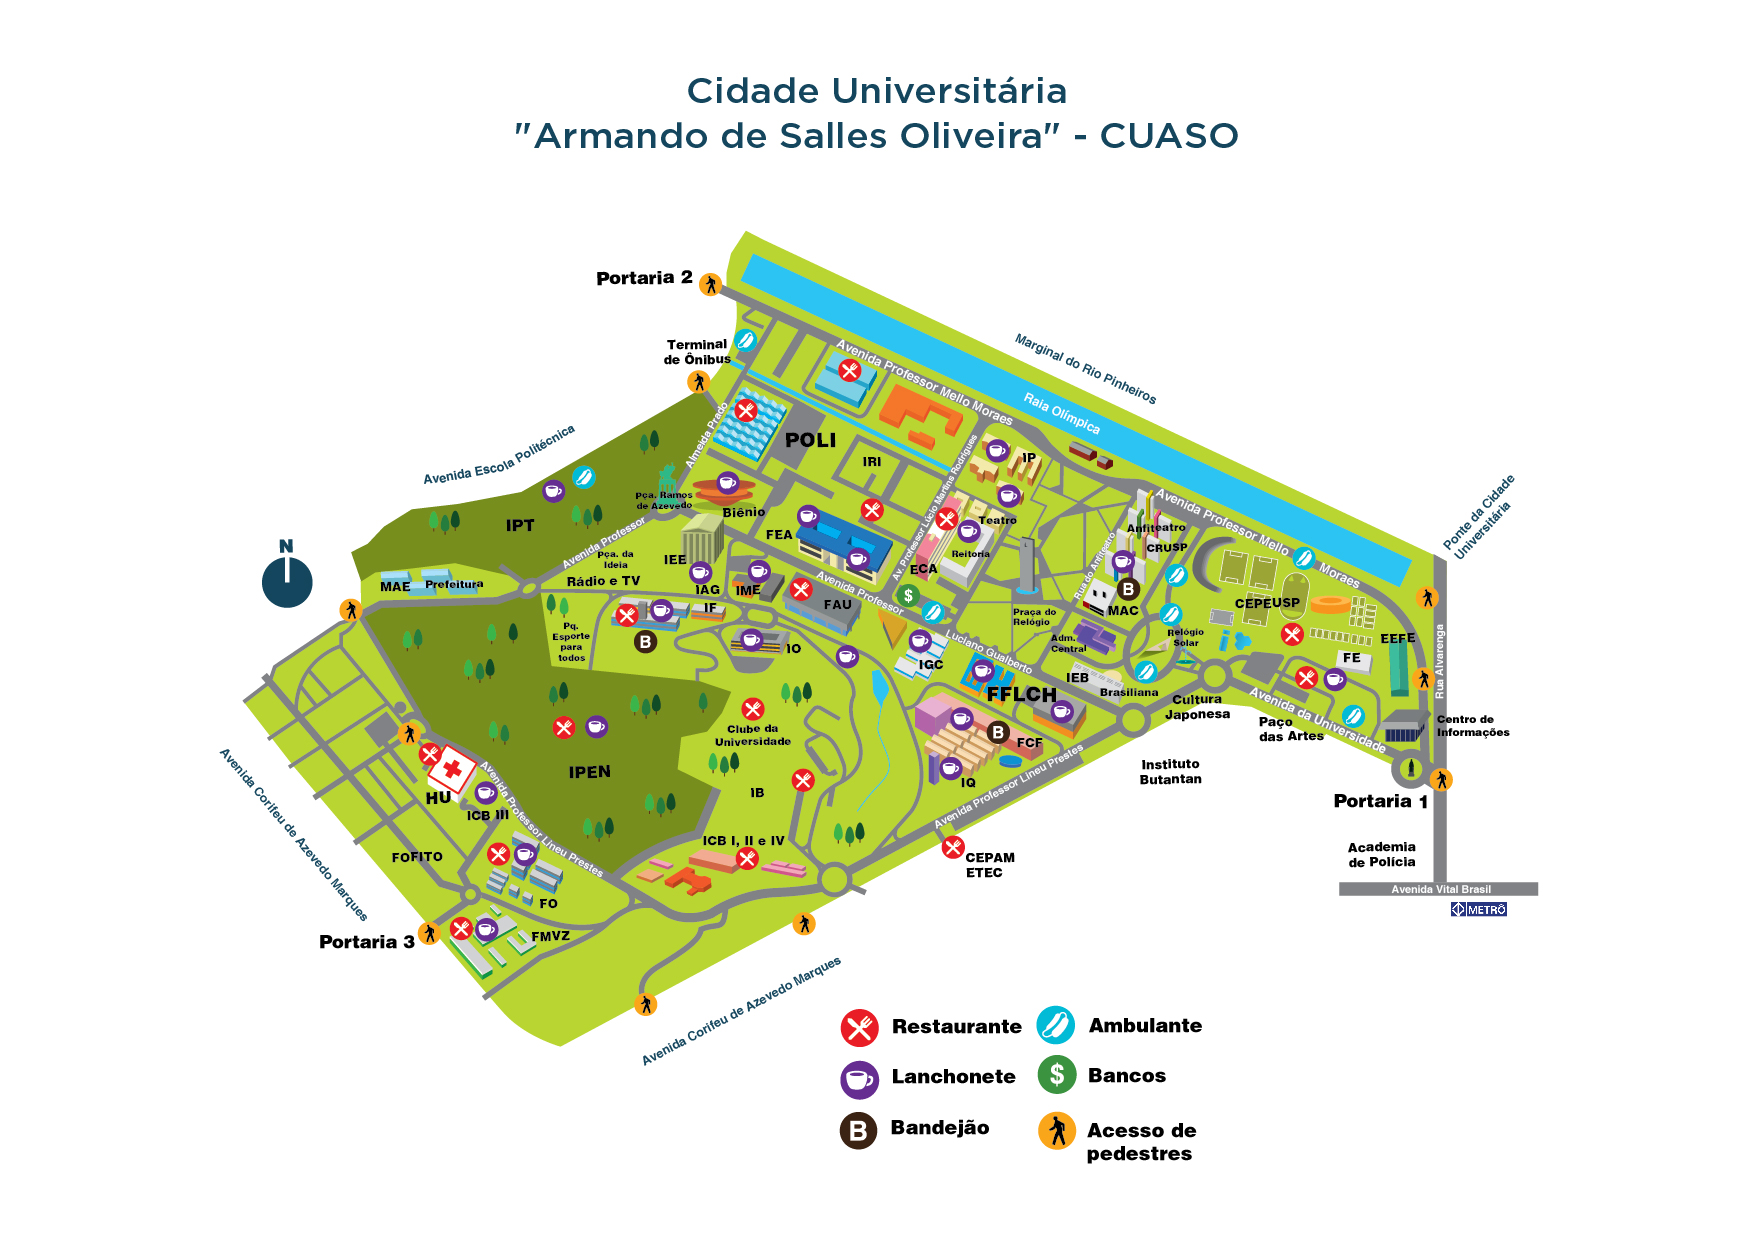 Cidade Universitária
"Armando de Salles Oliveira" - CUASO
Portaria 2
Terminal
de Ônibus
Marginal do Rio Pinheiros
Raia Olímpica
Avenida Professor Mello Moraes
Ponte da Cidade
Universitária
Avenida Escola Politécnica
Almeida Prado
POLI
IRI
IP
Av. Professor Lúcio Martins Rodrigues
Pça. Ramos
de Azevedo
Biênio
IPT
Avenida Professor
FEA
Teatro
Reitoria
ECA
Anfiteatro
CRUSP
Avenida Professor Mello
Moraes
Rua do Anfiteatro
N
IEE
Pça. da
Ideia
Rádio e TV
MAE
Prefeitura
IAG
IME
IF
FAU
Avenida Professor
Luciano Gualberto
MAC
Praça do
Relógio
Adm.
Central
Relógio
Solar
CEPEUSP
EEFE
FE
Rua Alvarenga
Pq.
Esporte
para
todos
IO
IGC
IEB
Brasiliana
FFLCH
Cultura
Japonesa
Avenida da Universidade
Paço
das Artes
Centro de
Informações
Clube da
Universidade
FCF
IQ
Avenida Professor Lineu Prestes
Instituto
Butantan
Portaria 1
IPEN
IB
HU
ICB III
Avenida Professor Lineu Prestes
Avenida Corifeu de Azevedo Marques
FOFITO
ICB I, II e IV
CEPAM
ETEC
Academia
de Polícia
Avenida Vital Brasil
METRÔ
FO
FMVZ
Portaria 3
Avenida Corifeu de Azevedo Marques
B
B
B
$
Restaurante
Ambulante
Lanchonete
$
Bancos
B
Bandejão
Acesso de
pedestres